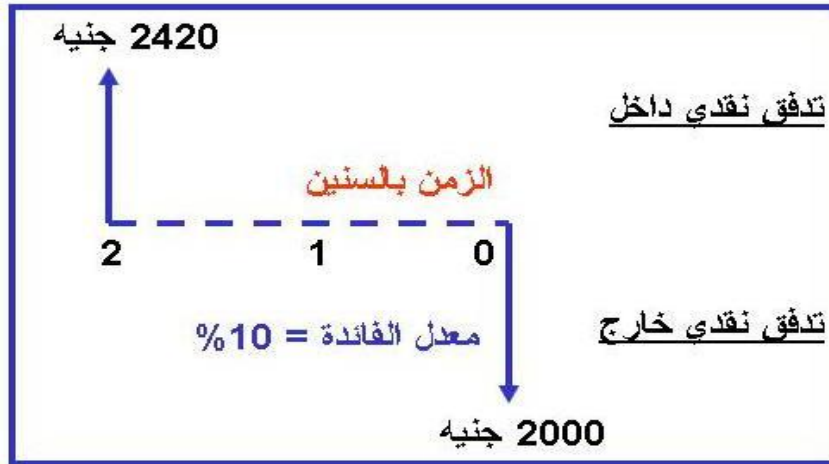 2420 جنيه
تدفق نقدي داخل
الزمن بالسنين
0 1 2
تدفق نقدي خارج
معدل الفائدة = 10%
2000 جنيه